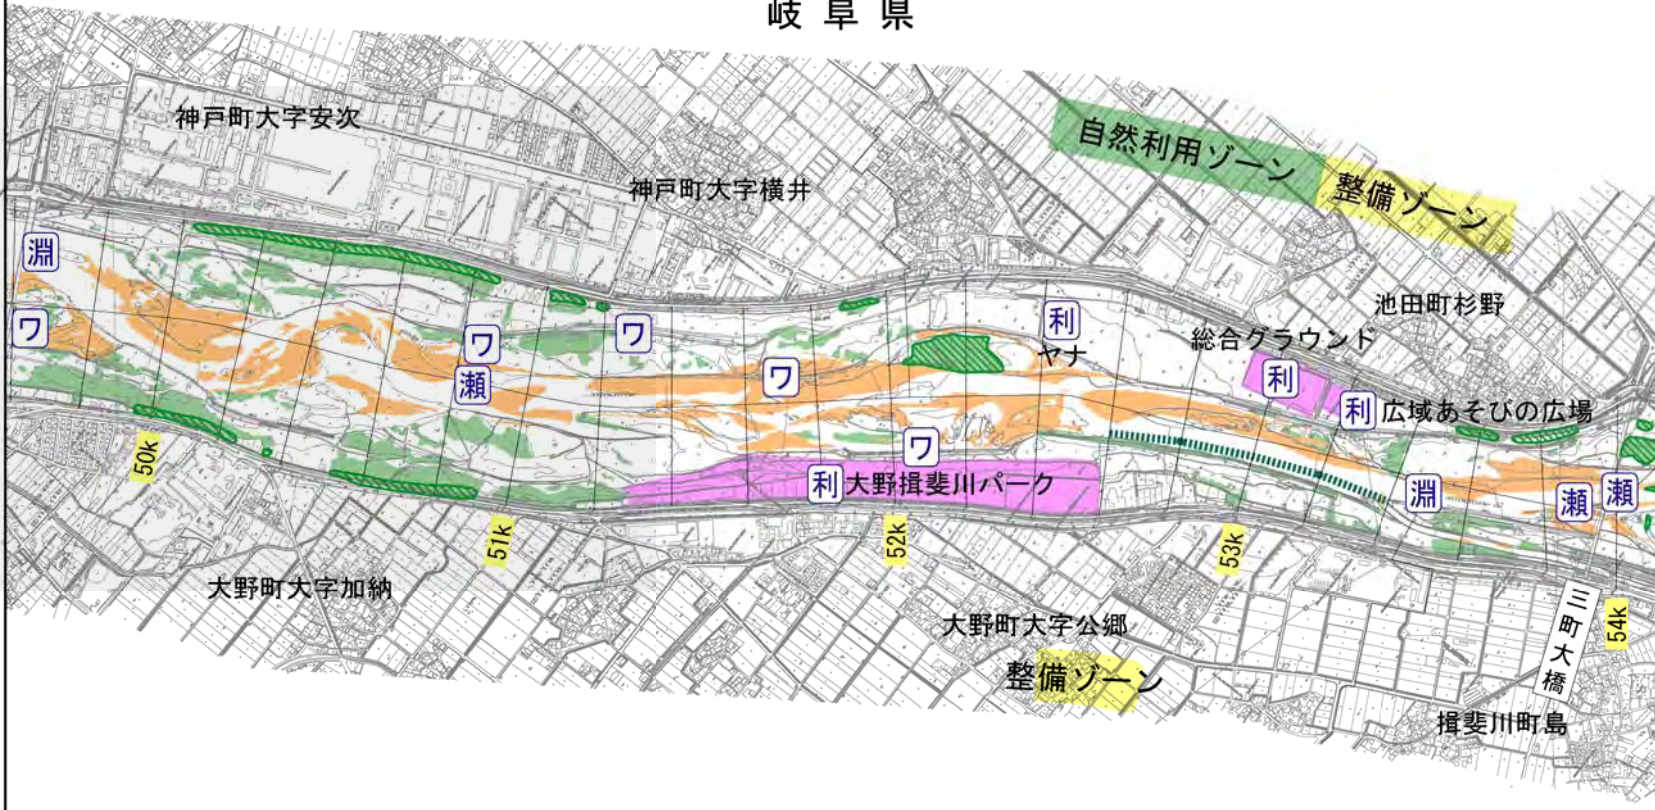 岐阜県
神戸町大字安次
神戸町大字横井
自然利用ゾーン
整備ゾーン
淵
ワ
ワ
瀬
ワ
ワ
利
ヤナ
池田町杉野
総合グラウンド
利
利 広域あそびの広場
ワ
利 大野揖斐川パーク
淵
瀬
瀬
50k
51k
52k
53k
54k
三町大橋
大野町大字加納
大野町大字公郷
整備ゾーン
揖斐川町島